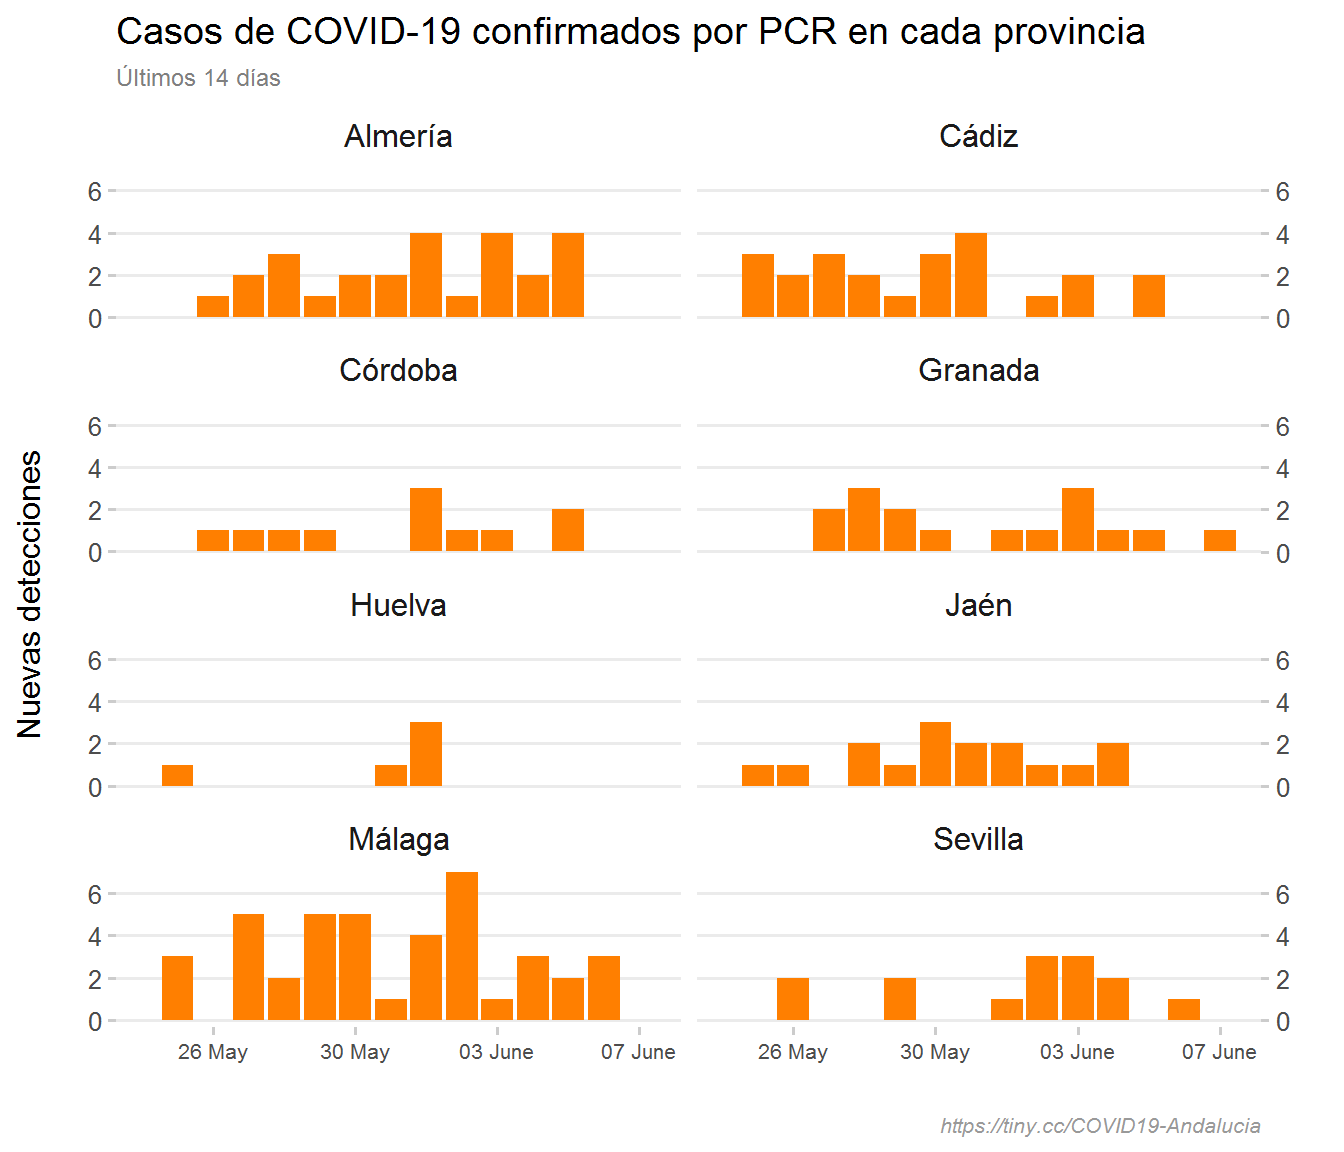 Casos de COVID-19 confirmados por PCR en cada provincia
Últimos 14 días
Almería
Cádiz
6
4
2
0
6
4
2
0
Córdoba
Granada
6
4
2
0
6
4
2
0
Nuevas detecciones
Huelva
Jaén
6
4
2
0
6
4
2
0
Málaga
Sevilla
6
4
2
0
6
4
2
0
26 May 30 May 03 June 07 June
26 May 30 May 03 June 07 June
https://tiny.cc/COVID19-Andalucia